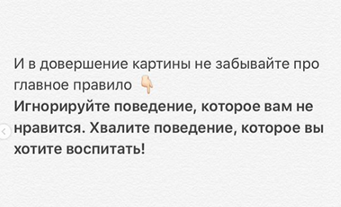 И в довершение картины не забывайте про
главное правило 👇🏻
Игнорируйте поведение, которое вам не
нравится. Хвалите поведение, которое вы
хотите воспитать!